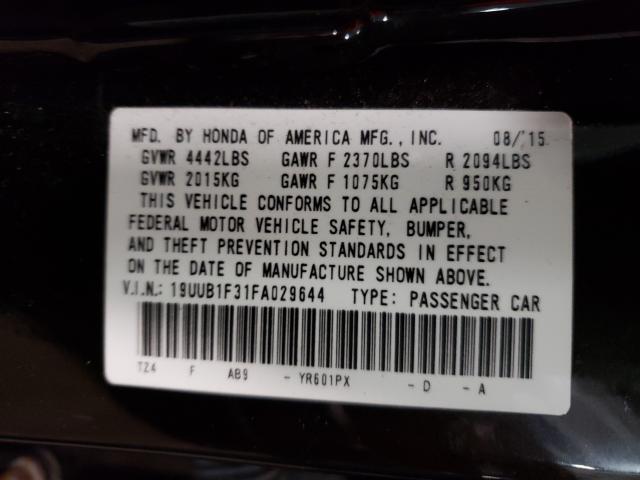 MFD. BY HONDA OF AMERICA MFG., INC. 08/'15
GVWR 4442LBS GAWR F 2370LBS R 2094LBS
GVWR 2015KG GAWR F 1075KG R 950KG
THIS VEHICLE CONFORMS TO ALL APPLICABLE
FEDERAL MOTOR VEHICLE SAFETY, BUMPER,
AND THEFT PREVENTION STANDARDS IN EFFECT
ON THE DATE OF MANUFACTURE SHOWN ABOVE.
V.I.N.: 19UUB1F31FA029644 TYPE: PASSENGER CAR
TZ4 F AB9 - YR601PX - D - A